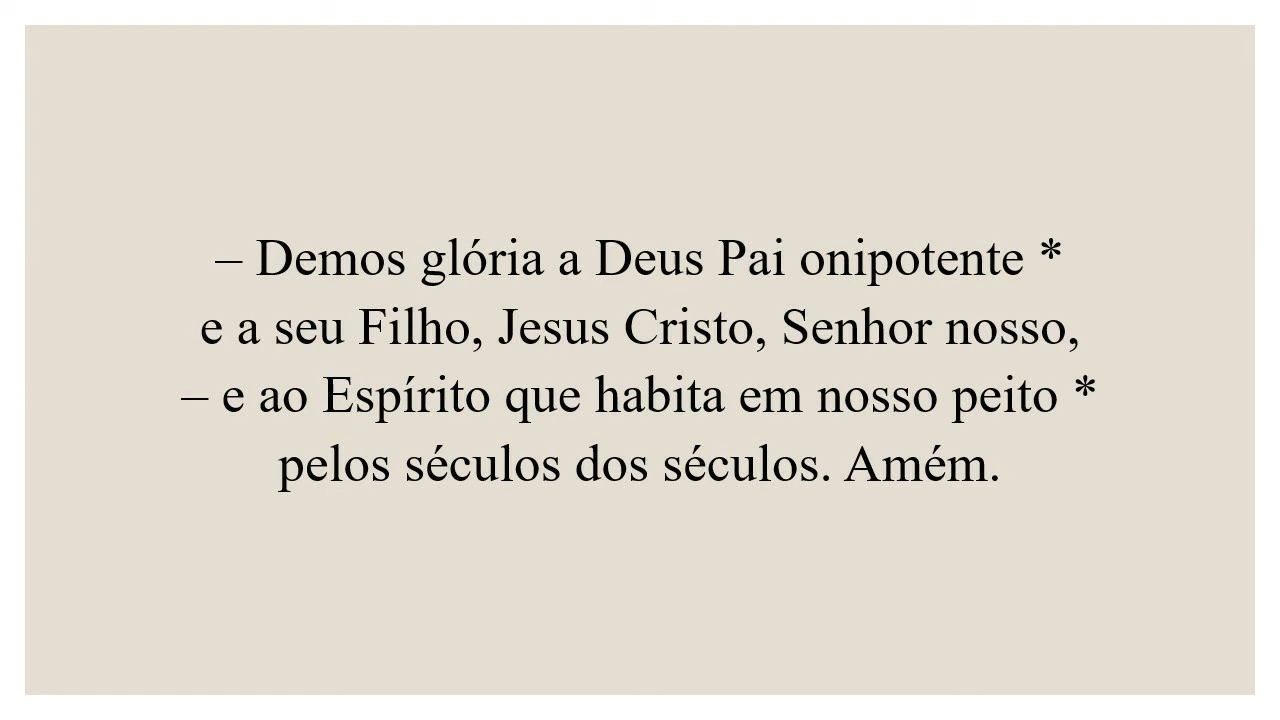 – Demos glória a Deus Pai onipotente *
e a seu Filho, Jesus Cristo, Senhor nosso,
– e ao Espírito que habita em nosso peito *
pelos séculos dos séculos. Amém.